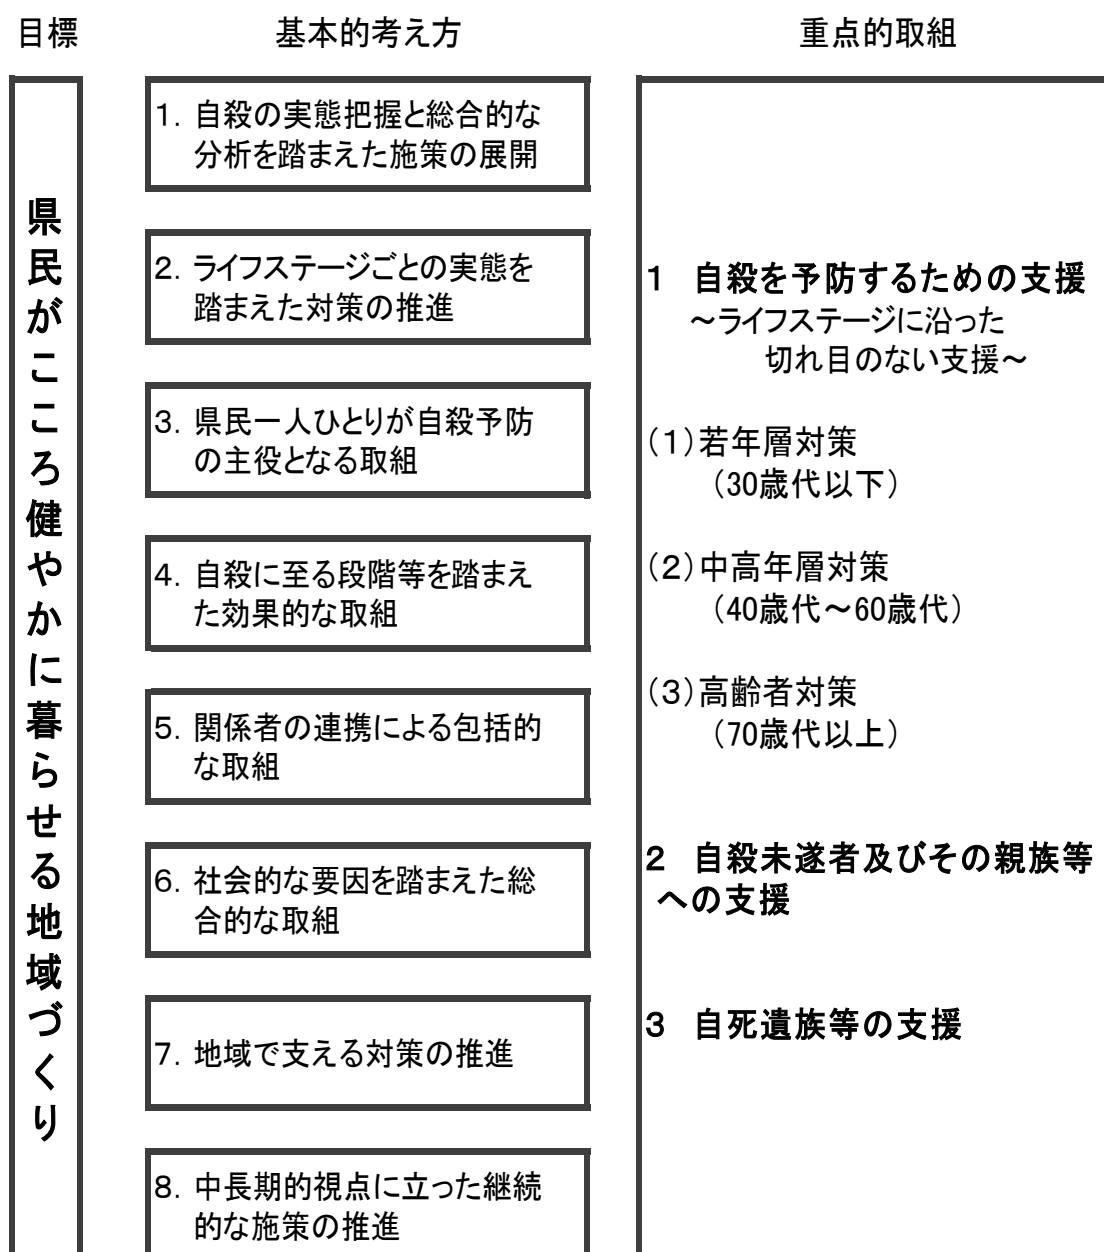 目標
基本的考え方
重点的取組
県民がこころ健やかに暮らせる地域づくり
1. 自殺の実態把握と総合的な
分析を踏まえた施策の展開
2. ライフステージごとの実態を
踏まえた対策の推進
3. 県民一人ひとりが自殺予防
の主役となる取組
4. 自殺に至る段階等を踏まえ
た効果的な取組
5. 関係者の連携による包括的
な取組
6. 社会的な要因を踏まえた総
合的な取組
7. 地域で支える対策の推進
8. 中長期的視点に立った継続
的な施策の推進
1 自殺を予防するための支援
～ライフステージに沿った
切れ目のない支援～
(1)若年層対策
(30歳代以下)
(2)中高年層対策
(40歳代～60歳代)
(3)高齢者対策
(70歳代以上)
2 自殺未遂者及びその親族等
への支援
3 自死遺族等の支援